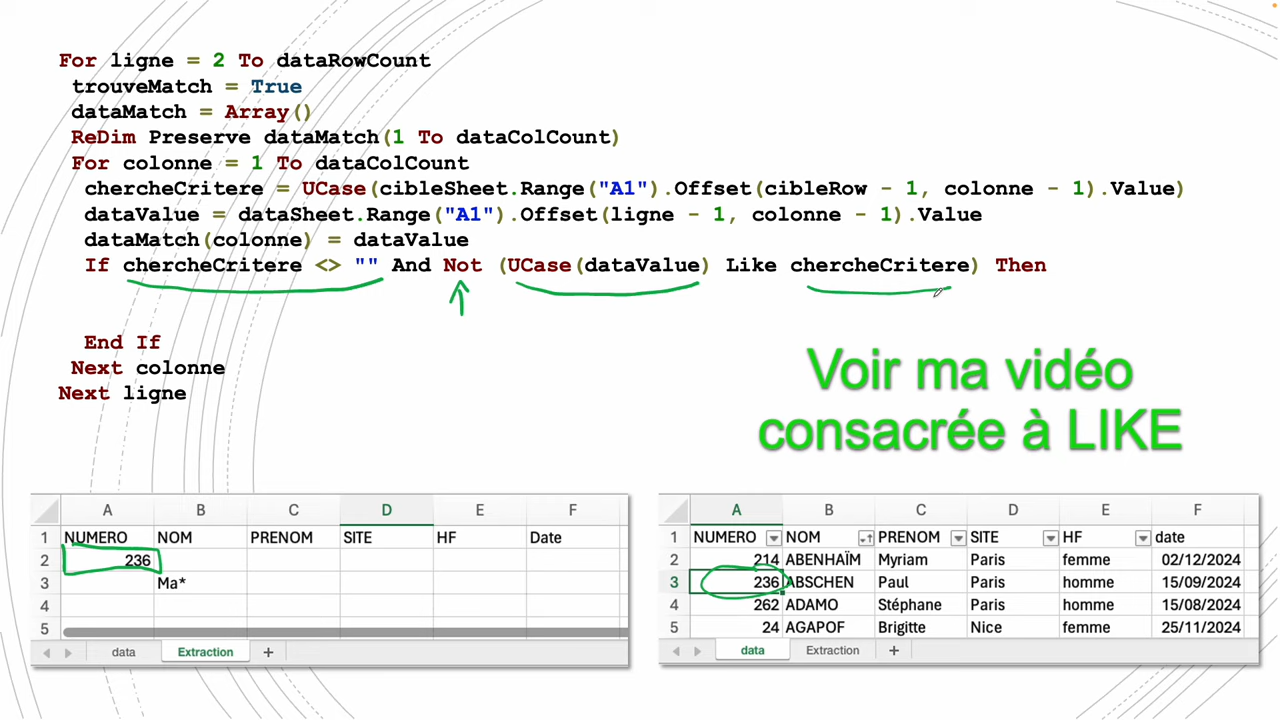 For ligne = 2 To dataRowCount
trouveMatch = True
dataMatch = Array()
ReDim Preserve dataMatch(1 To dataColCount)
For colonne = 1 To dataColCount
chercheCritere = UCase(cibleSheet.Range("A1").Offset(cibleRow - 1, colonne - 1).Value)
dataValue = dataSheet.Range("A1").Offset(ligne - 1, colonne - 1).Value
dataMatch(colonne) = dataValue
If chercheCritere <> "" And Not (UCase(dataValue) Like chercheCritere) Then
End If
Next colonne
Next ligne
Voir ma vidéo
consacrée à LIKE
A B C D E F
1 NUMERO NOM PRENOM SITE HF Date
2 236
3 Ma*
4
5
data Extraction +
A B C D E F
1 NUMERO NOM PRENOM SITE HF date
2 214 ABENHAÏM Myriam Paris femme 02/12/2024
3 236 ABSCHEN Paul Paris homme 15/09/2024
4 262 ADAMO Stéphane Paris homme 15/08/2024
5 24 AGAPOF Brigitte Nice femme 25/11/2024
data Extraction +